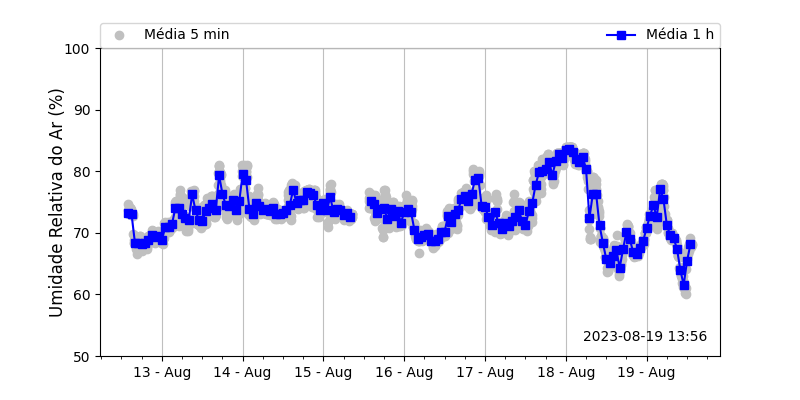 Média 5 min
Média 1 h
Umidade Relativa do Ar (%)
100
90
80
70
60
50
2023-08-19 13:56
13 - Aug
14 - Aug
15 - Aug
16 - Aug
17 - Aug
18 - Aug
19 - Aug